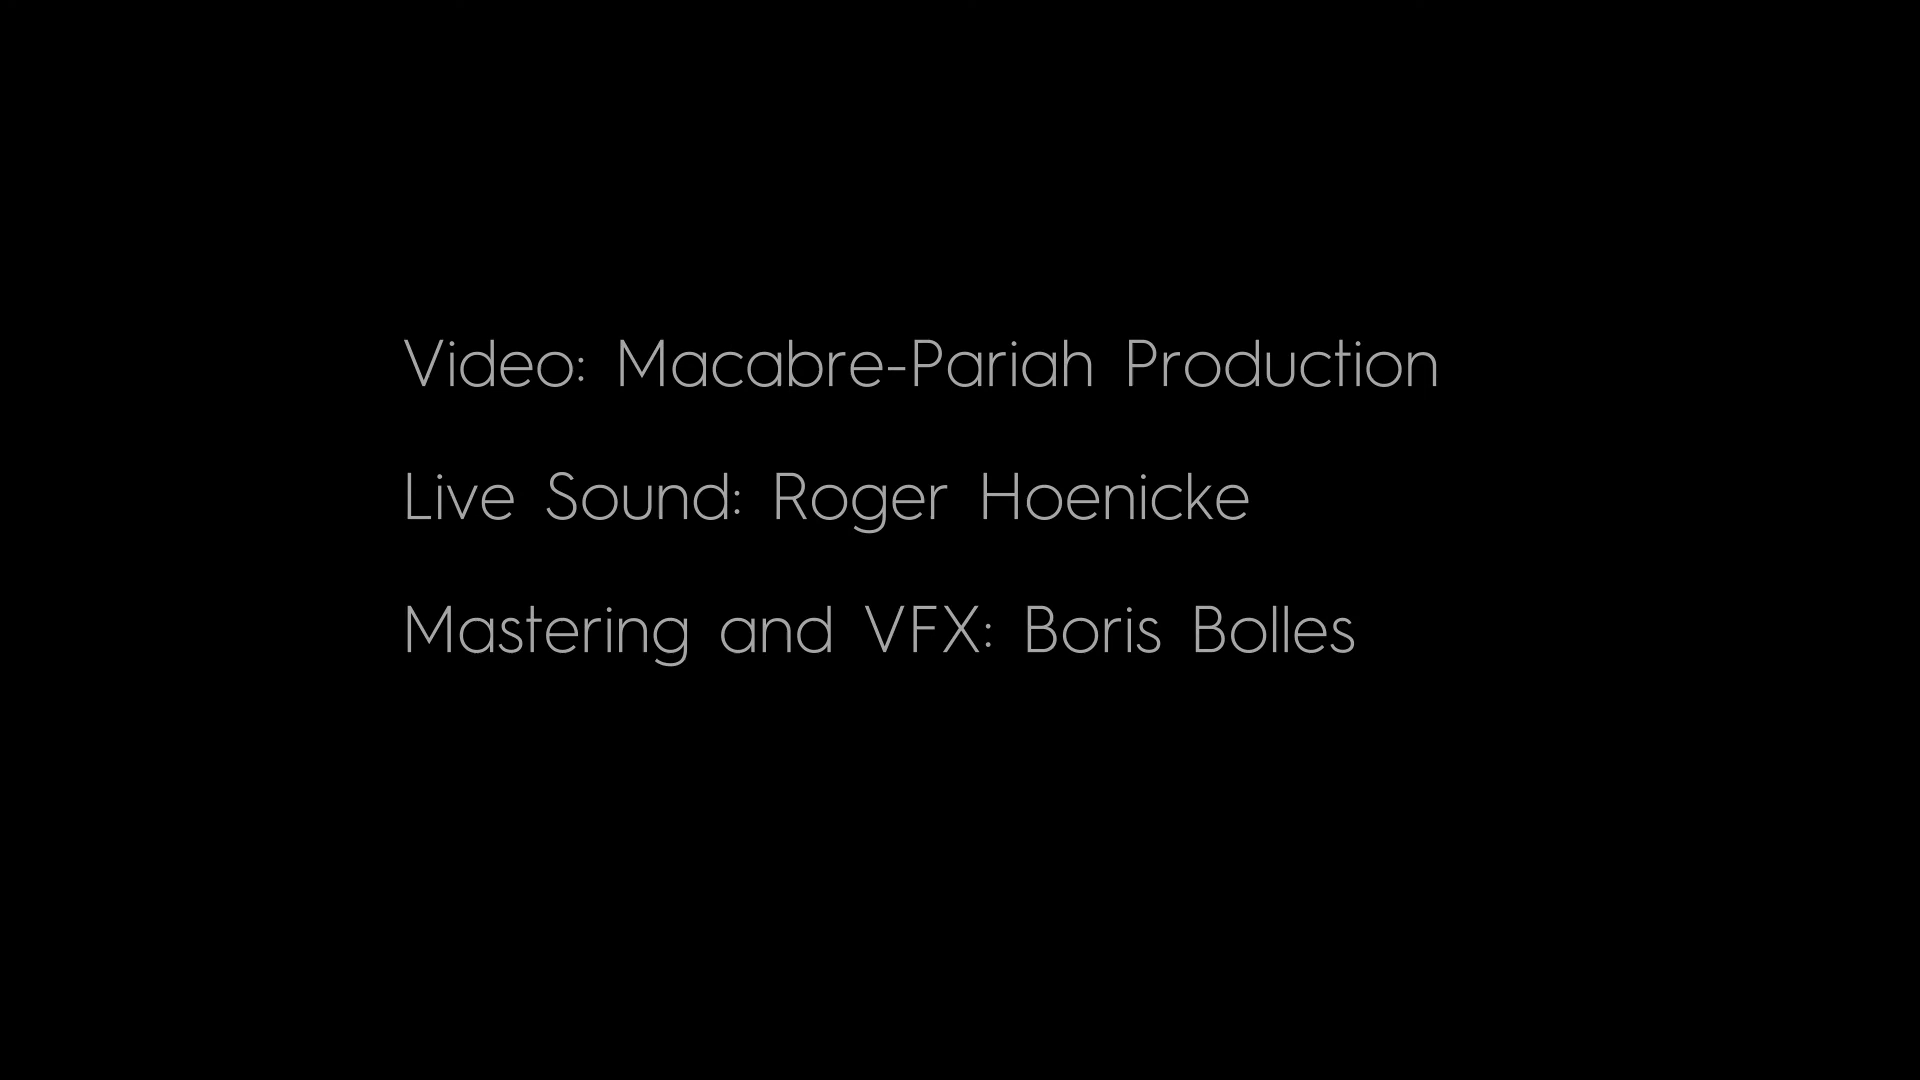 Video: Macabre-Pariah Production
Live Sound: Roger Hoenicke
Mastering and VFX: Boris Bolles